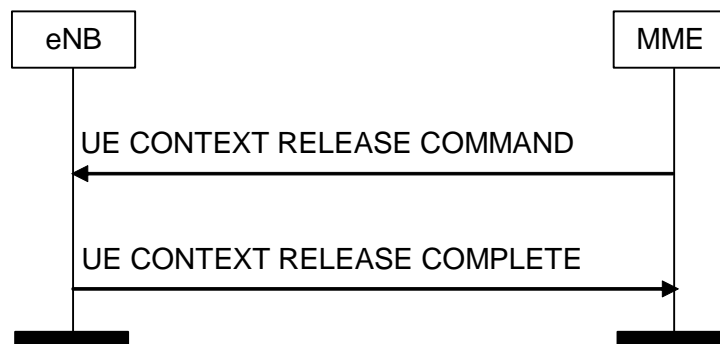 eNB
MME
UE CONTEXT RELEASE COMMAND
UE CONTEXT RELEASE COMPLETE